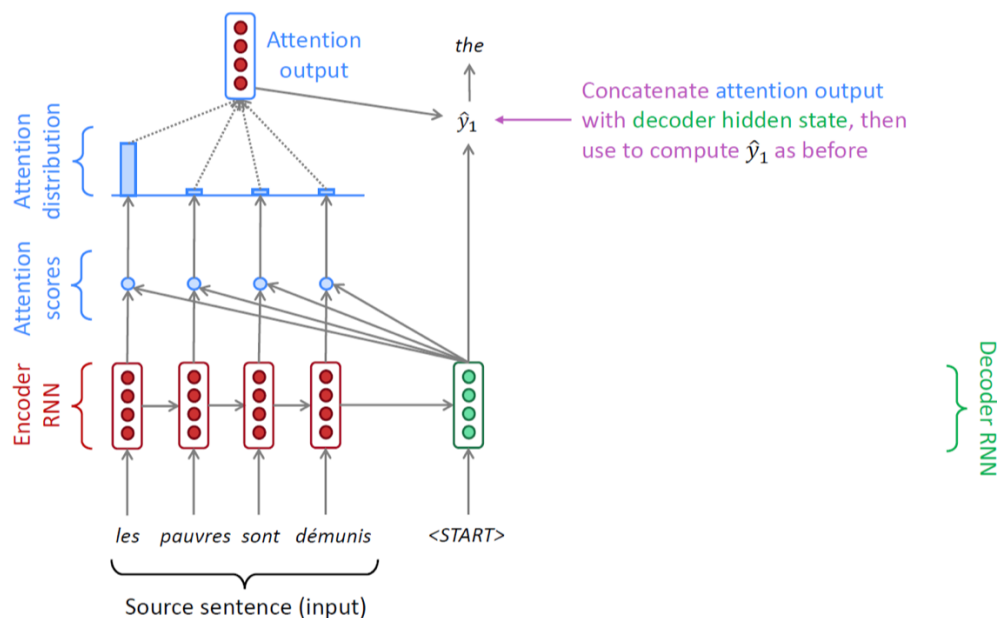 Attention
output
the
ŷ₁
Concatenate attention output
with decoder hidden state, then
use to compute ŷ₁ as before
Attention
distribution
Attention
scores
Encoder
RNN
Decoder RNN
les pauvres sont démunis <START>
Source sentence (input)